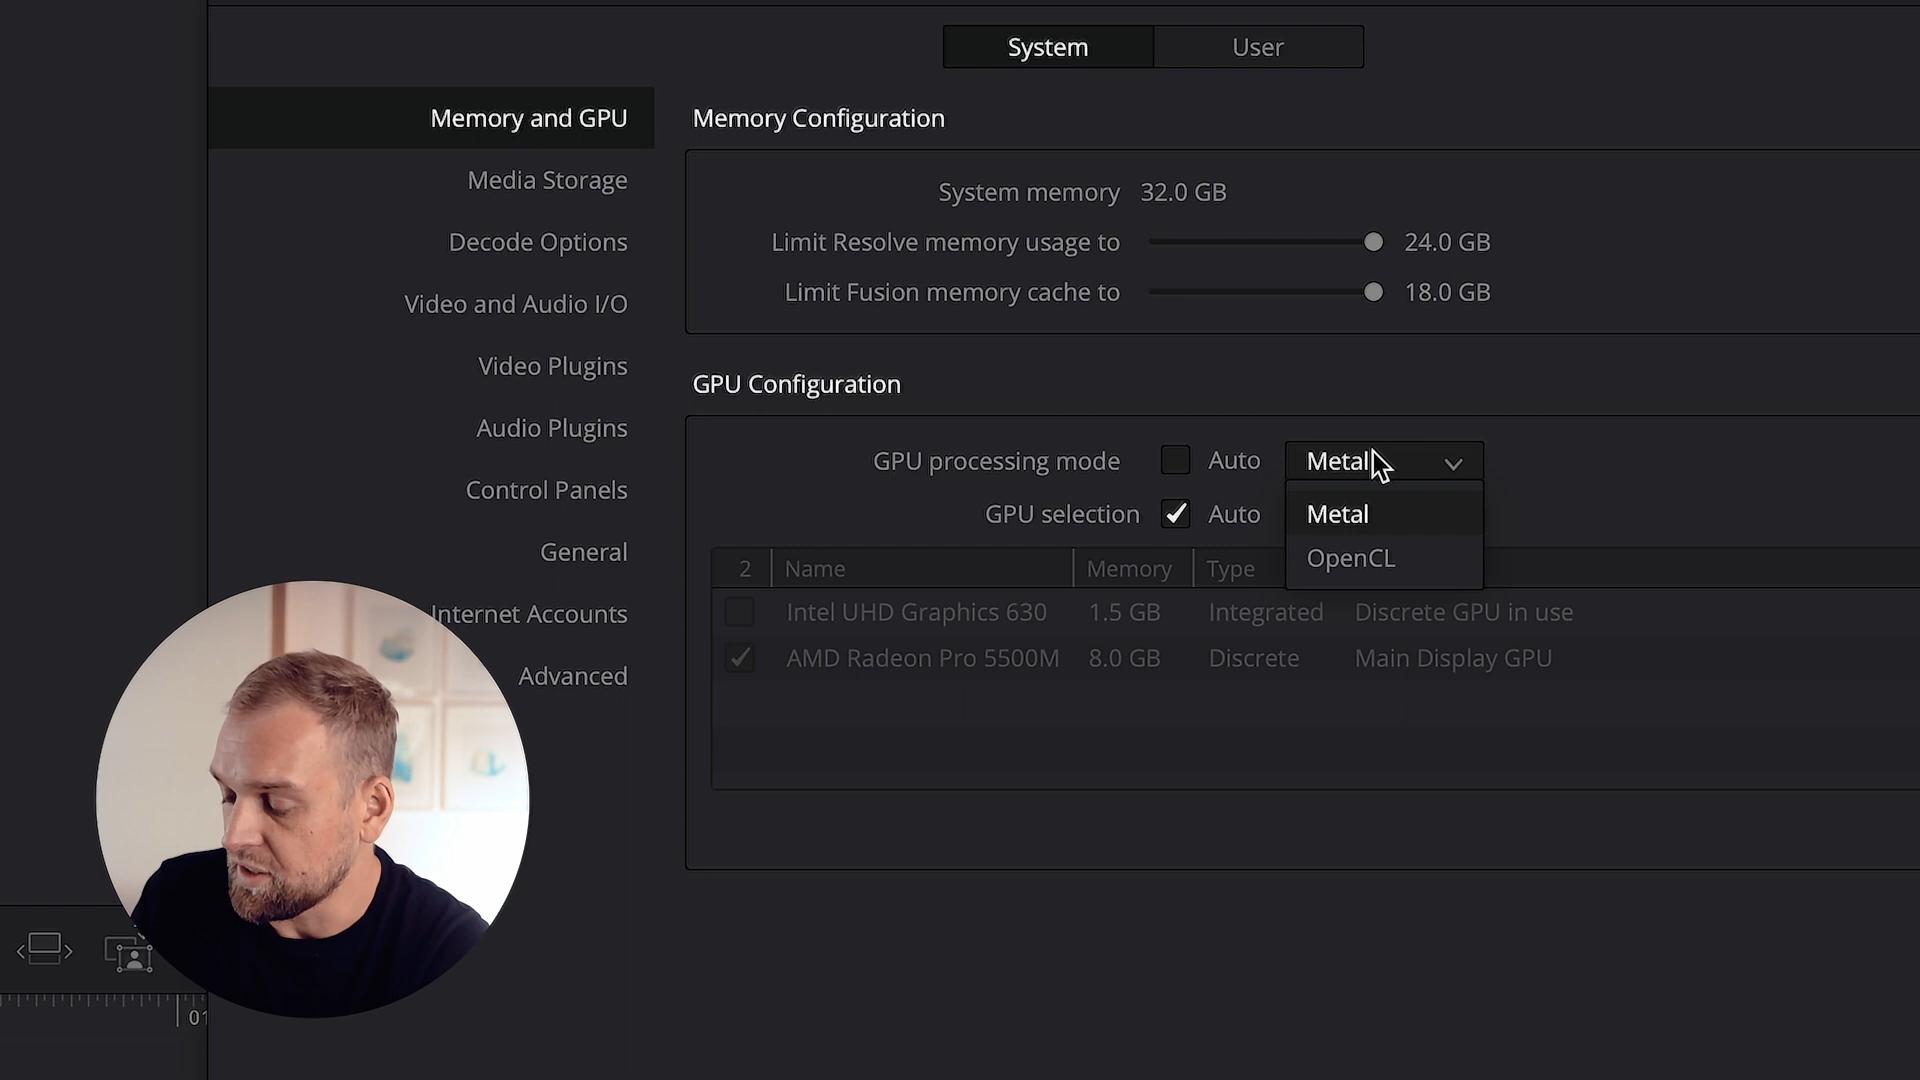 System User
Memory and GPU
Media Storage
Decode Options
Video and Audio I/O
Video Plugins
Audio Plugins
Control Panels
General
Internet Accounts
Advanced
Memory Configuration
System memory 32.0 GB
Limit Resolve memory usage to 24.0 GB
Limit Fusion memory cache to 18.0 GB
GPU Configuration
GPU processing mode Auto Metal
Metal
OpenCL
GPU selection Auto
2 Name Memory Type
Intel UHD Graphics 630 1.5 GB Integrated Discrete GPU in use
AMD Radeon Pro 5500M 8.0 GB Discrete Main Display GPU
01